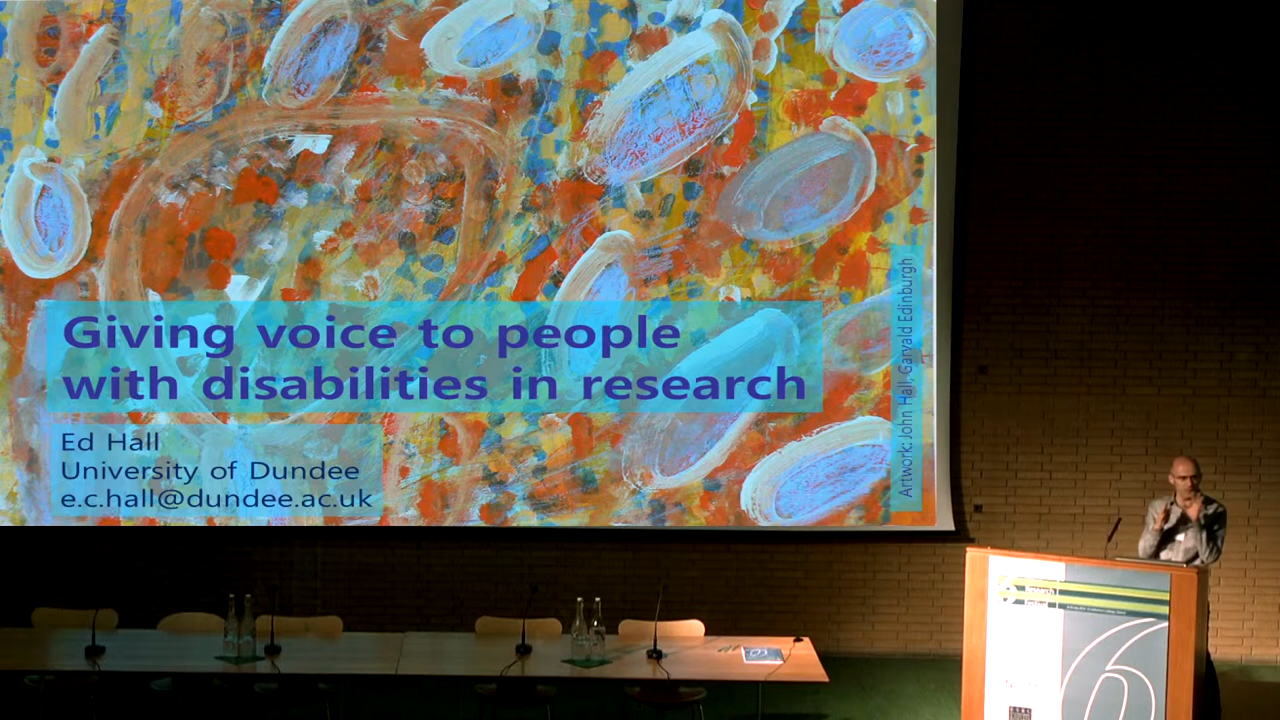 Giving voice to people
with disabilities in research
Ed Hall
University of Dundee
e.c.hall@dundee.ac.uk
Artwork: John Hall, Garvald Edinburgh
6